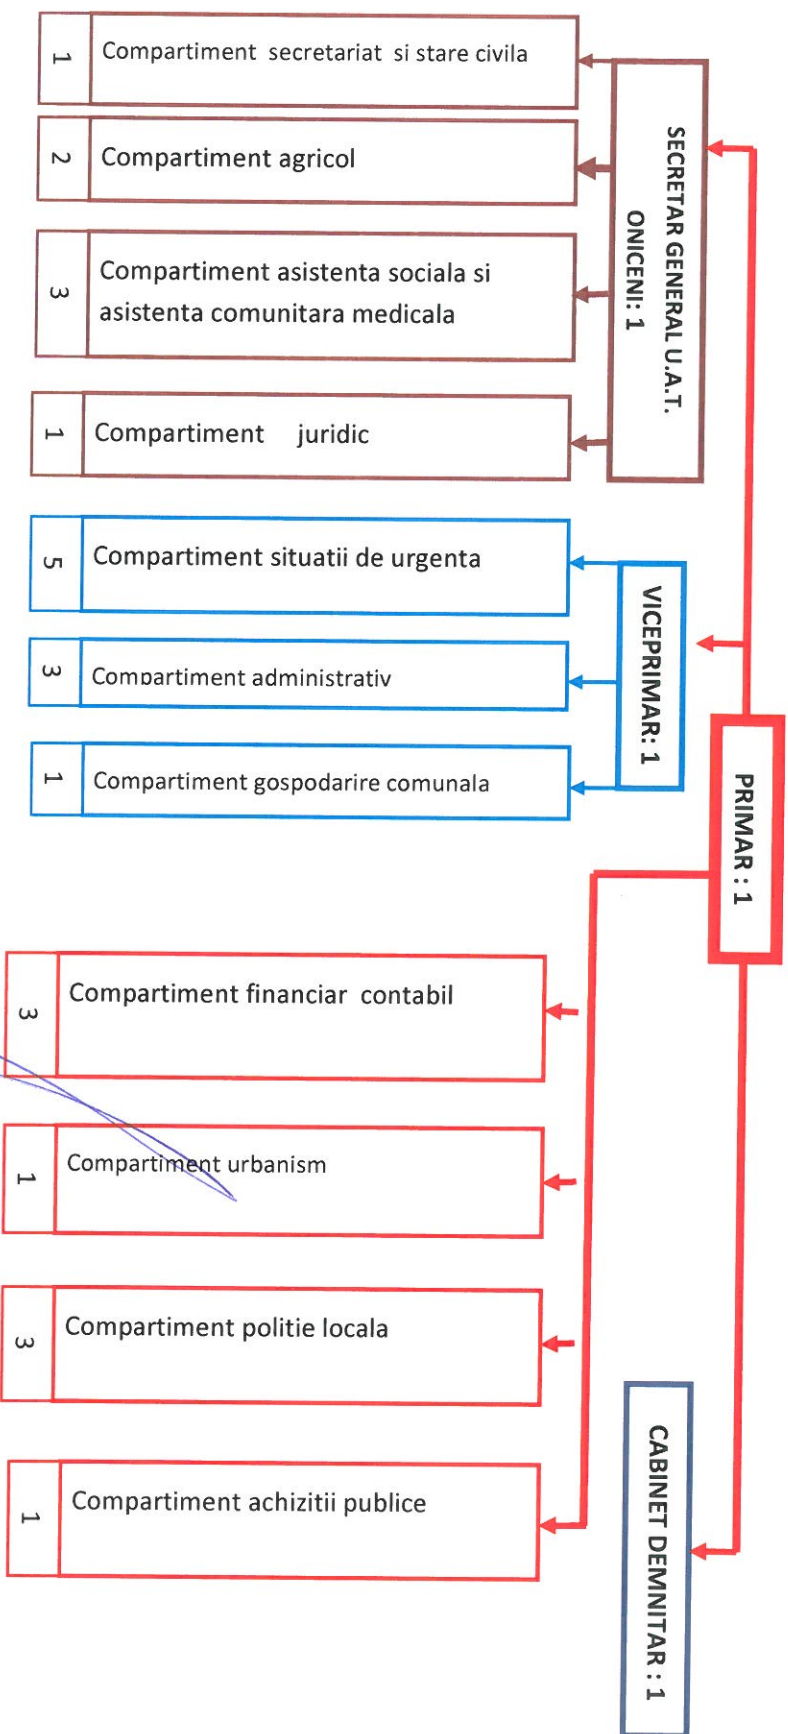 PRIMAR : 1
SECRETAR GENERAL U.A.T.
ONICENI: 1
VICEPRIMAR: 1
CABINET DEMNITAR : 1
Compartiment secretariat si stare civila
1
Compartiment agricol
2
Compartiment asistenta sociala si
asistenta comunitara medicala
3
Compartiment juridic
1
Compartiment situatii de urgenta
5
Compartiment administrativ
3
Compartiment gospodarire comunala
1
Compartiment financiar contabil
3
Compartiment urbanism
1
Compartiment politie locala
3
Compartiment achizitii publice
1